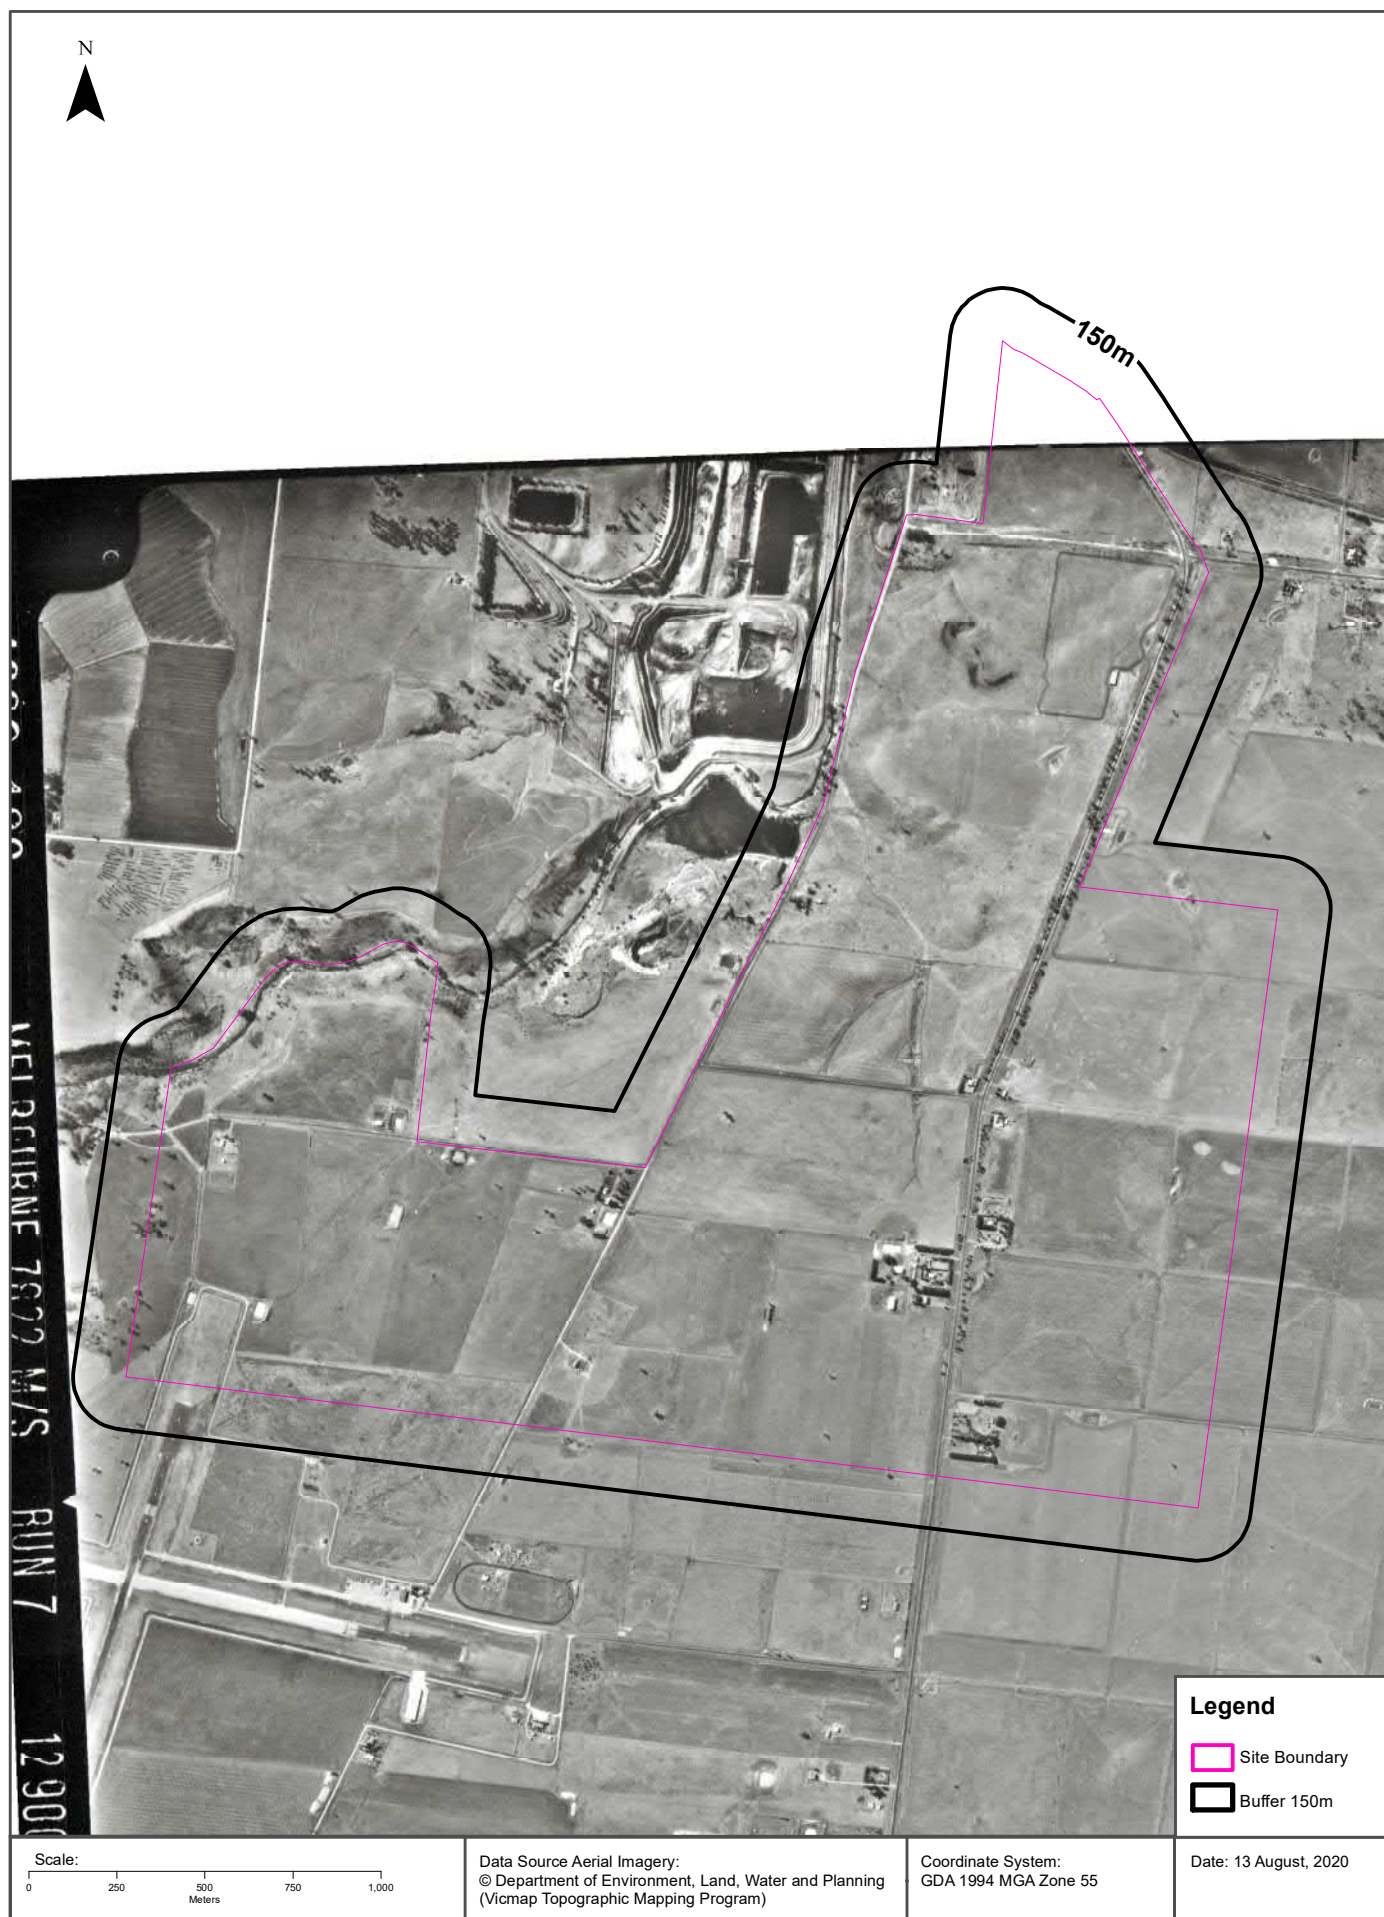 N
150m
MELBOURNE 7822 M/S RUN 7
Legend
Site Boundary
Buffer 150m
Scale:
0 250 500 750 1,000
Meters
Data Source Aerial Imagery:
© Department of Environment, Land, Water and Planning
(Vicmap Topographic Mapping Program)
Coordinate System:
GDA 1994 MGA Zone 55
Date: 13 August, 2020